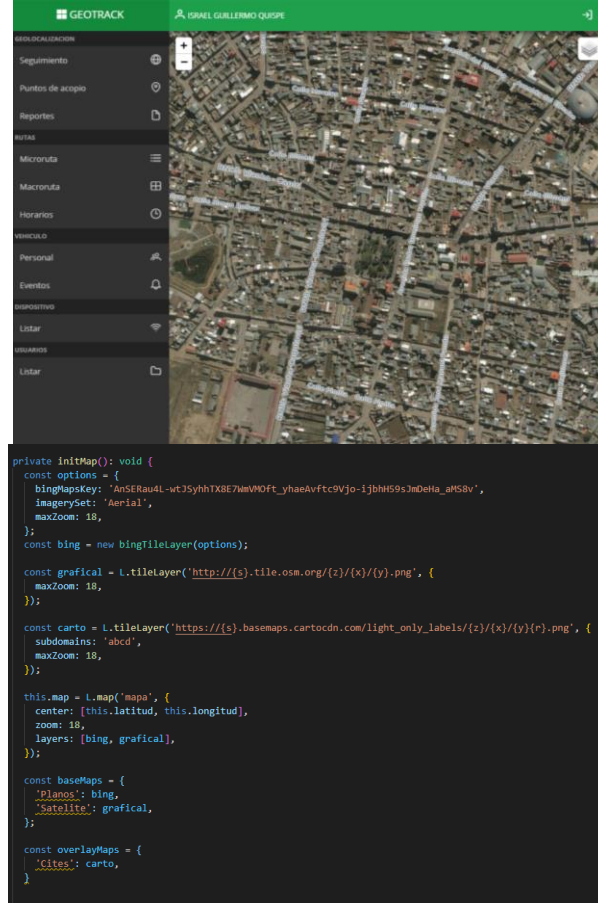 GEOTRACK
ISRAEL GUILLERMO QUISPE
GEOLOCALIZACION
Seguimiento
Puntos de acopio
Reportes
RUTAS
Microruta
Macroruta
Horarios
VEHICULO
Personal
Eventos
DISPOSITIVO
Listar
USUARIOS
Listar
+
−
private initMap(): void {
const options = {
bingMapsKey: 'AnSERau4L-wtJSyhhTX8E7WmVMOft_yhaeAvftc9Vjo-ijbhHS9sJmDeHa_aMS8v',
imagerySet: 'Aerial',
maxZoom: 18,
};
const bing = new bingTileLayer(options);
const grafical = L.tileLayer('http://{s}.tile.osm.org/{z}/{x}/{y}.png', {
maxZoom: 18,
});
const carto = L.tileLayer('https://{s}.basemaps.cartocdn.com/light_only_labels/{z}/{x}/{y}{r}.png', {
subdomains: 'abcd',
maxZoom: 18,
});
this.map = L.map('mapa', {
center: [this.latitud, this.longitud],
zoom: 18,
layers: [bing, grafical],
});
const baseMaps = {
'Planos': bing,
'Satelite': grafical,
};
const overlayMaps = {
'Cites': carto,
}